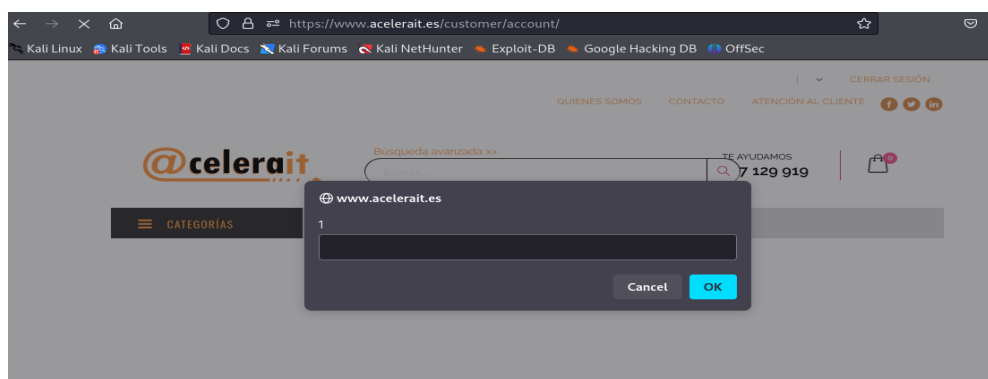 https://www.acelerait.es/customer/account/
Kali Linux Kali Tools Kali Docs Kali Forums Kali NetHunter Exploit-DB Google Hacking DB OffSec
CERRAR SESIÓN
QUIENES SOMOS CONTACTO ATENCIÓN AL CLIENTE
@celerait
Búsqueda avanzada >>
Buscar...
TE AYUDAMOS
7 129 919
0
CATEGORÍAS
www.acelerait.es
1
Cancel OK